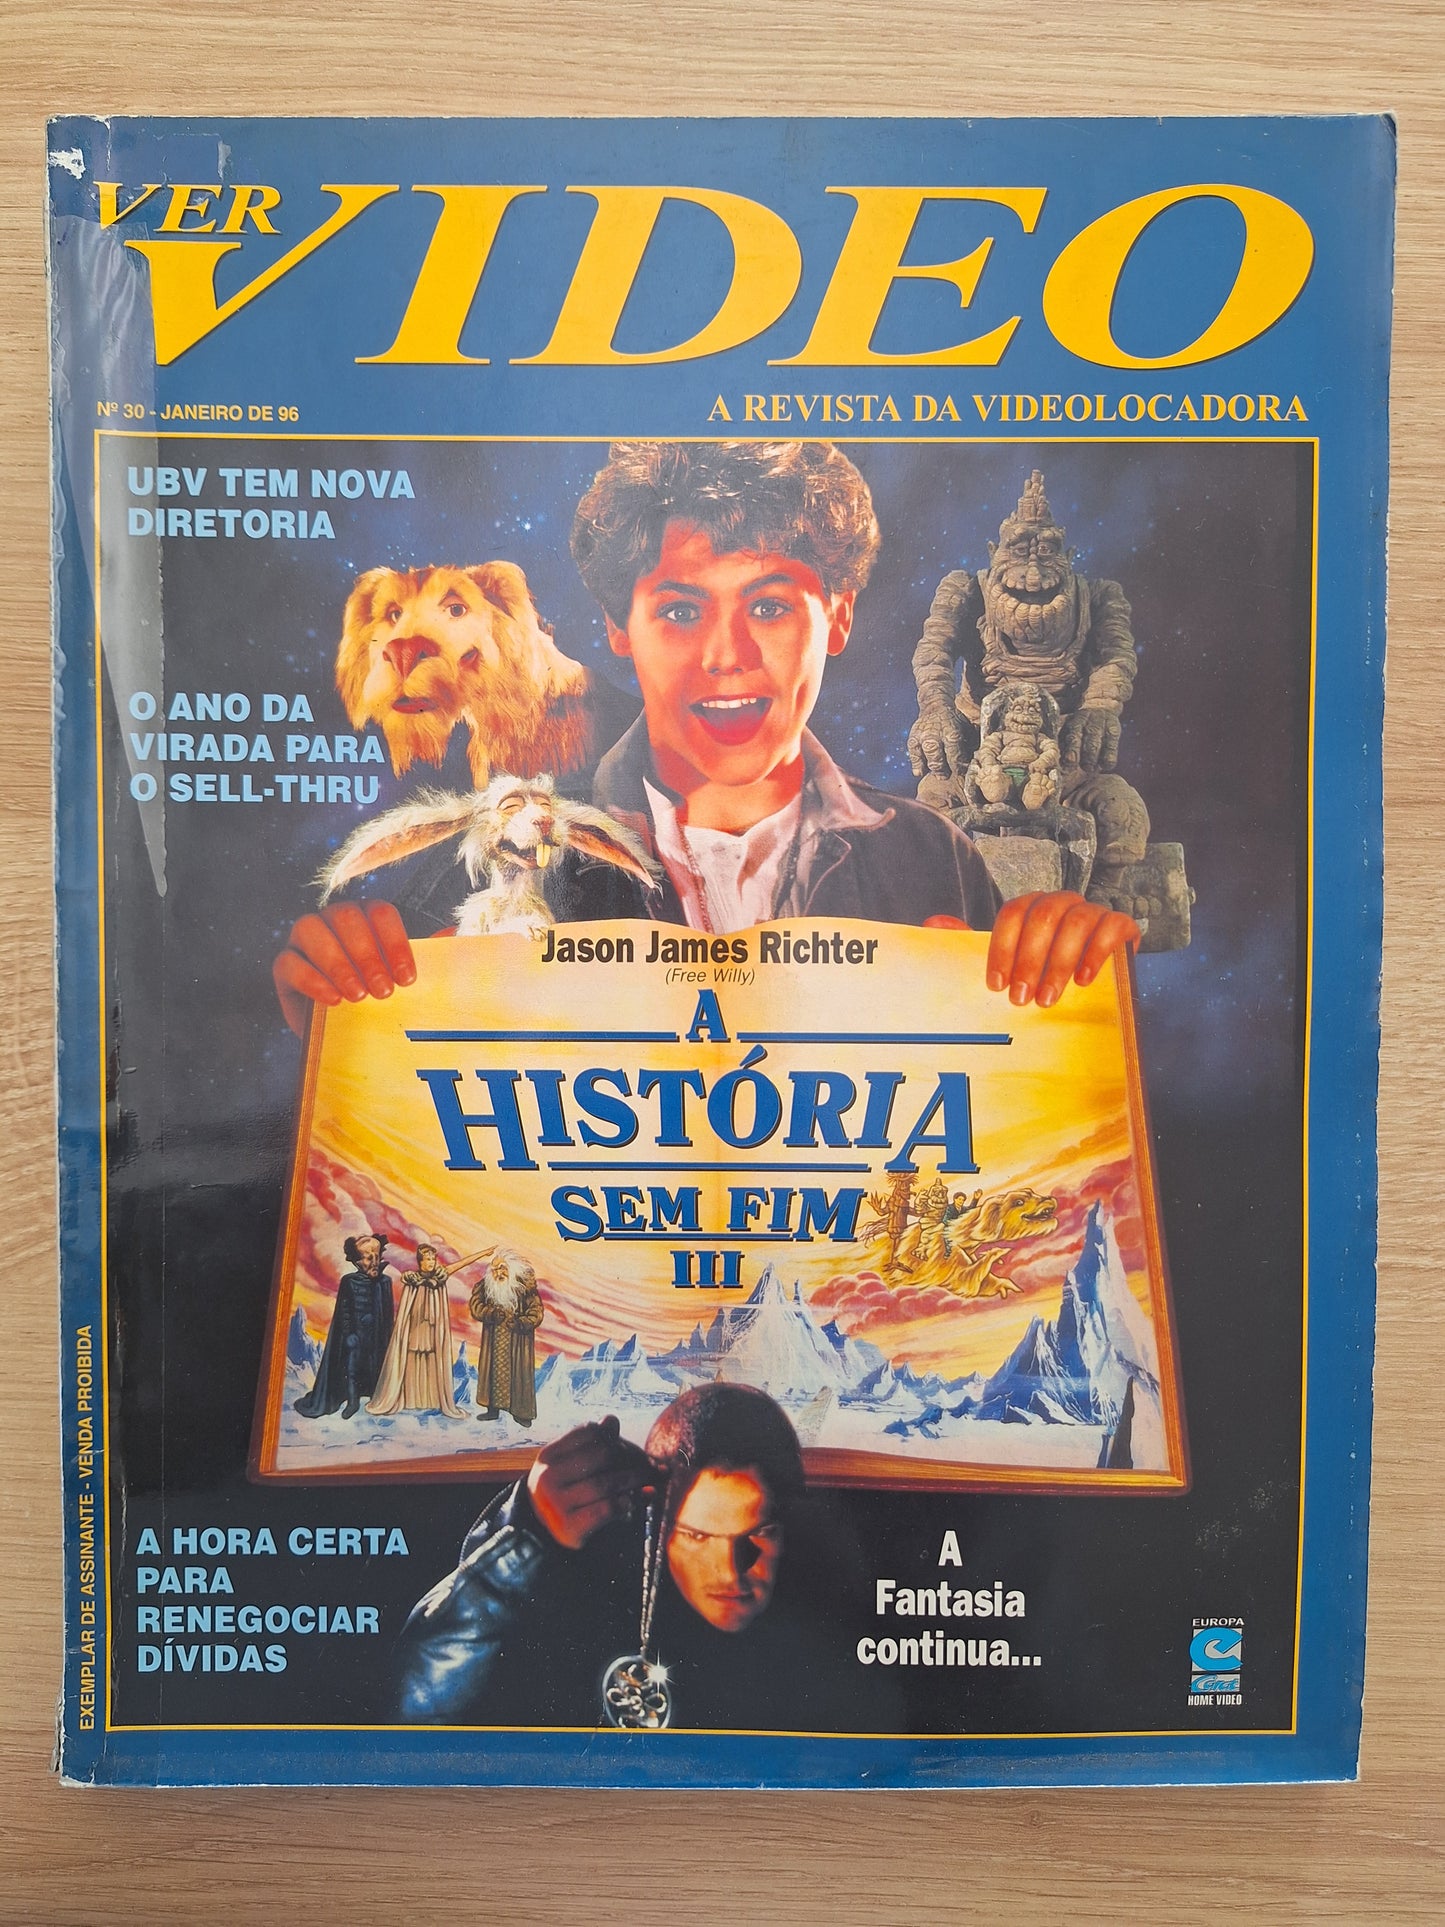 VER
VIDEO
Nº 30 - JANEIRO DE 96
A REVISTA DA VIDEOLOCADORA
UBV TEM NOVA
DIRETORIA
O ANO DA
VIRADA PARA
O SELL-THRU
Jason James Richter
(Free Willy)
A
HISTÓRIA
SEM FIM
III
A HORA CERTA
PARA
RENEGOCIAR
DÍVIDAS
A
Fantasia
continua...
EUROPA
Carat
HOME VIDEO
EXEMPLAR DE ASSINANTE - VENDA PROIBIDA